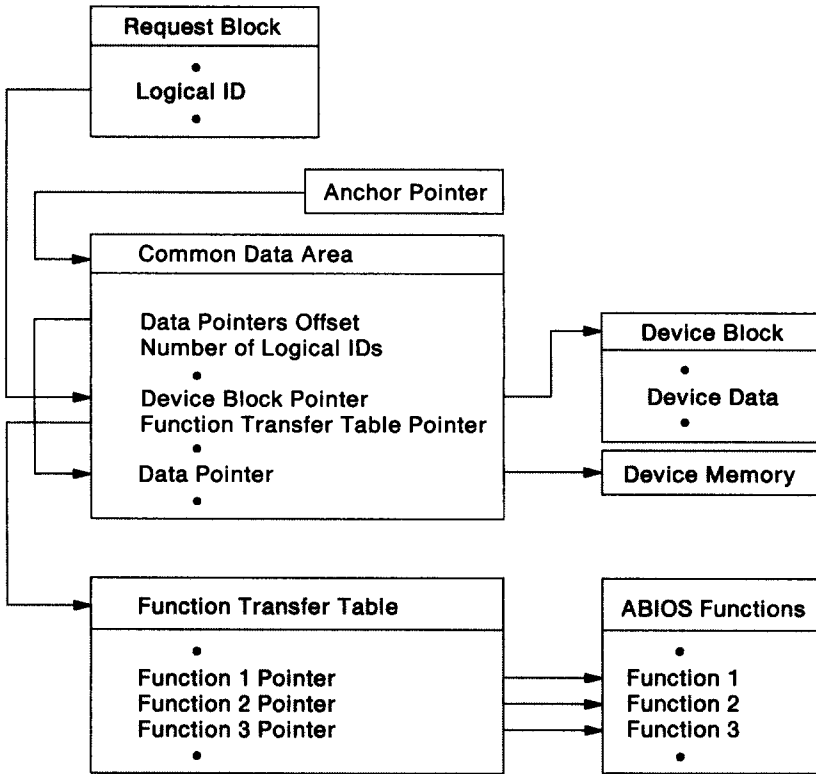 Request Block
•
Logical ID
•
Anchor Pointer
Common Data Area
Data Pointers Offset
Number of Logical IDs
•
Device Block Pointer
Function Transfer Table Pointer
•
Data Pointer
•
Device Block
•
Device Data
•
Device Memory
Function Transfer Table
•
Function 1 Pointer
Function 2 Pointer
Function 3 Pointer
•
ABIOS Functions
•
Function 1
Function 2
Function 3
•